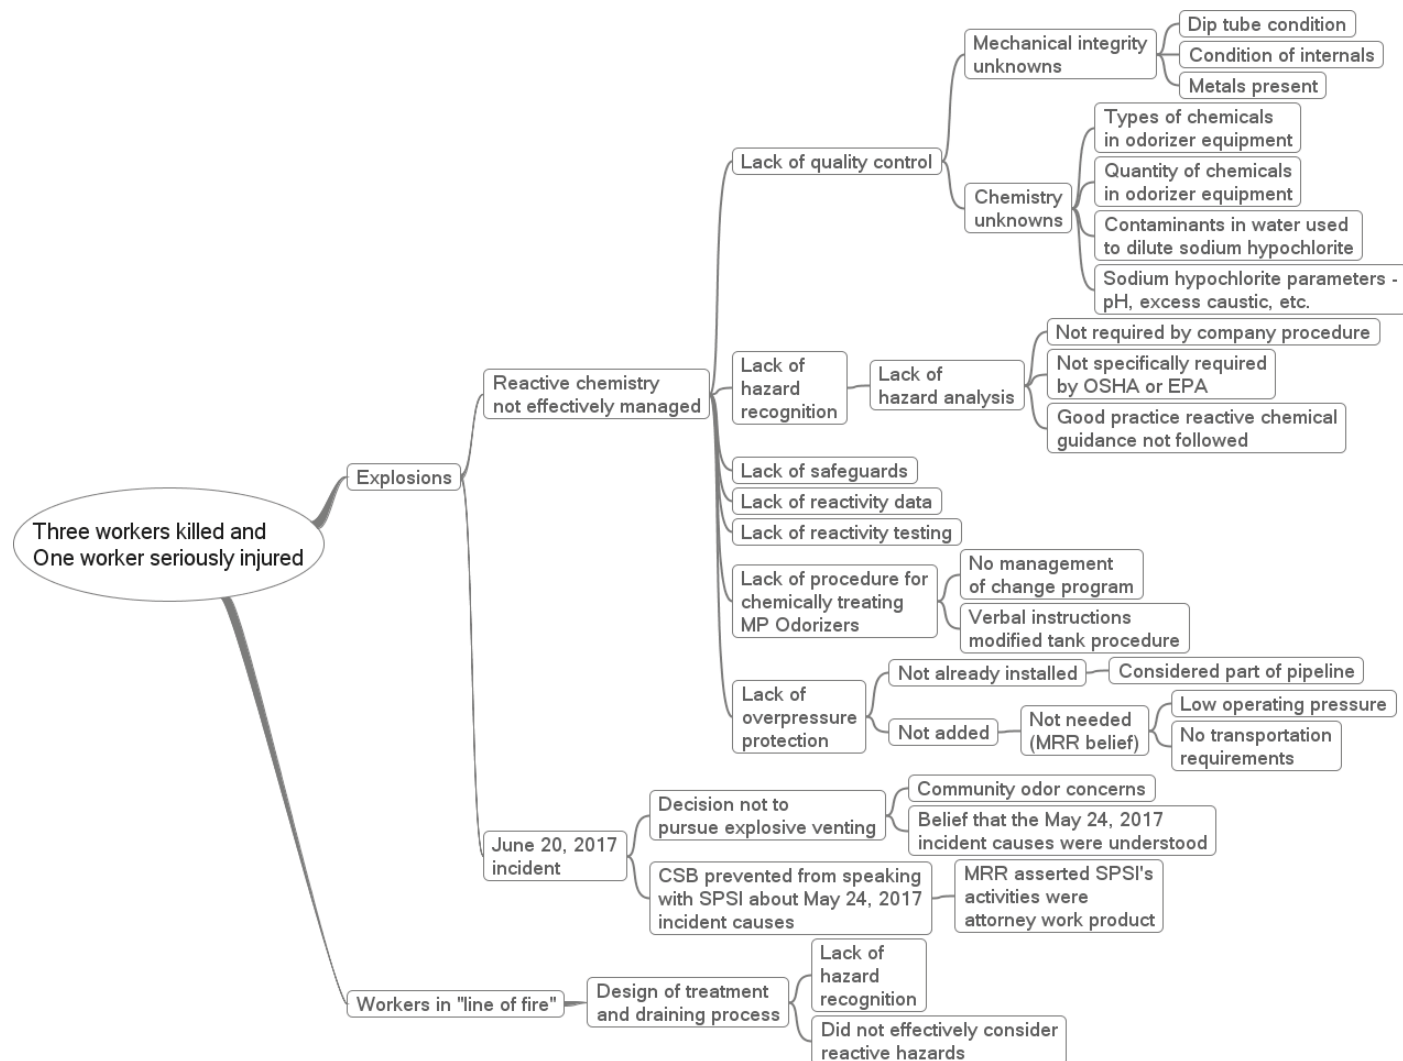 Three workers killed and
One worker seriously injured
Explosions
Reactive chemistry
not effectively managed
Lack of quality control
Mechanical integrity
unknowns
Dip tube condition
Condition of internals
Metals present
Chemistry
unknowns
Types of chemicals
in odorizer equipment
Quantity of chemicals
in odorizer equipment
Contaminants in water used
to dilute sodium hypochlorite
Sodium hypochlorite parameters -
pH, excess caustic, etc.
Lack of
hazard
recognition
Lack of
hazard analysis
Not required by company procedure
Not specifically required
by OSHA or EPA
Good practice reactive chemical
guidance not followed
Lack of safeguards
Lack of reactivity data
Lack of reactivity testing
Lack of procedure for
chemically treating
MP Odorizers
No management
of change program
Verbal instructions
modified tank procedure
Lack of
overpressure
protection
Not already installed
Considered part of pipeline
Not added
Not needed
(MRR belief)
Low operating pressure
No transportation
requirements
June 20, 2017
incident
Decision not to
pursue explosive venting
Community odor concerns
Belief that the May 24, 2017
incident causes were understood
CSB prevented from speaking
with SPSI about May 24, 2017
incident causes
MRR asserted SPSI's
activities were
attorney work product
Workers in "line of fire"
Design of treatment
and draining process
Lack of
hazard
recognition
Did not effectively consider
reactive hazards